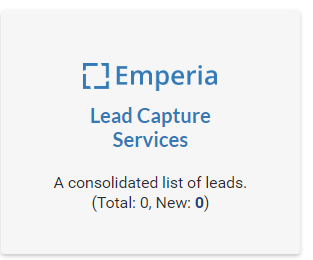 Emperia
Lead Capture
Services
A consolidated list of leads.
(Total: 0, New: 0)